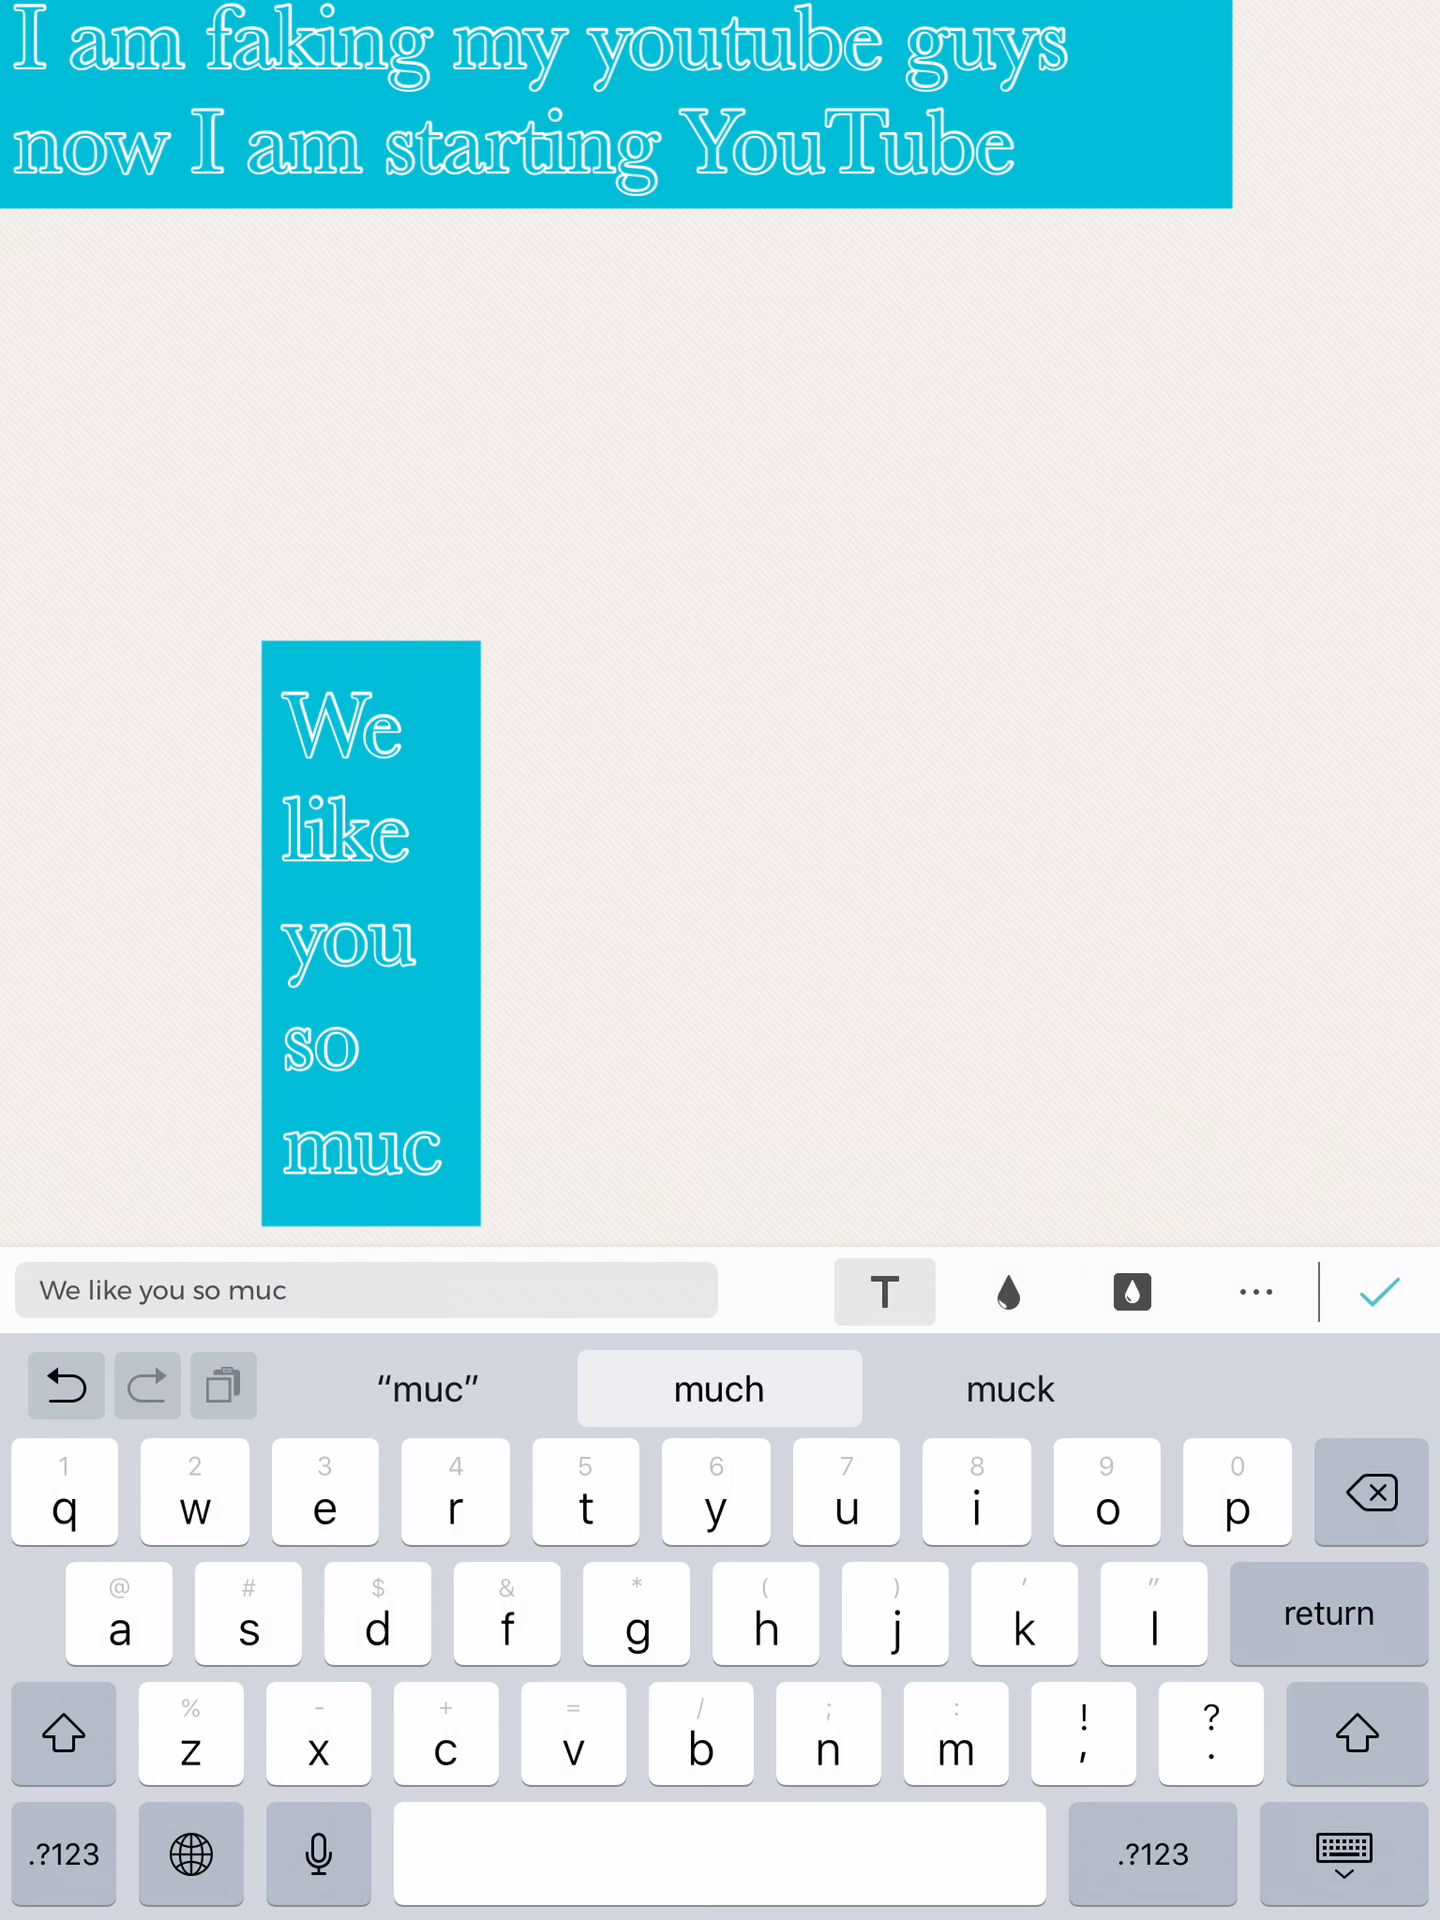 I am faking my youtube guys
now I am starting YouTube
We
like
you
so
muc
We like you so muc
T
“muc” much muck
1 2 3 4 5 6 7 8 9 0
q w e r t y u i o p
@ # $ & * ( ) ' "
a s d f g h j k l return
% - + = / ; : ! ?
z x c v b n m , .
.?123 .?123